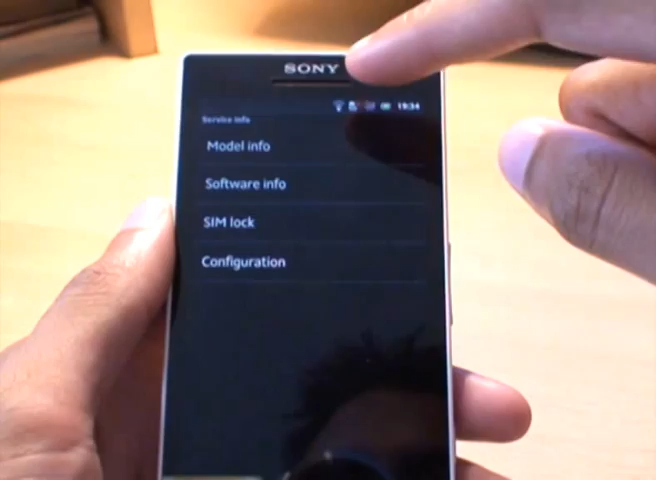 SONY
19:34
Service info
Model info
Software info
SIM lock
Configuration